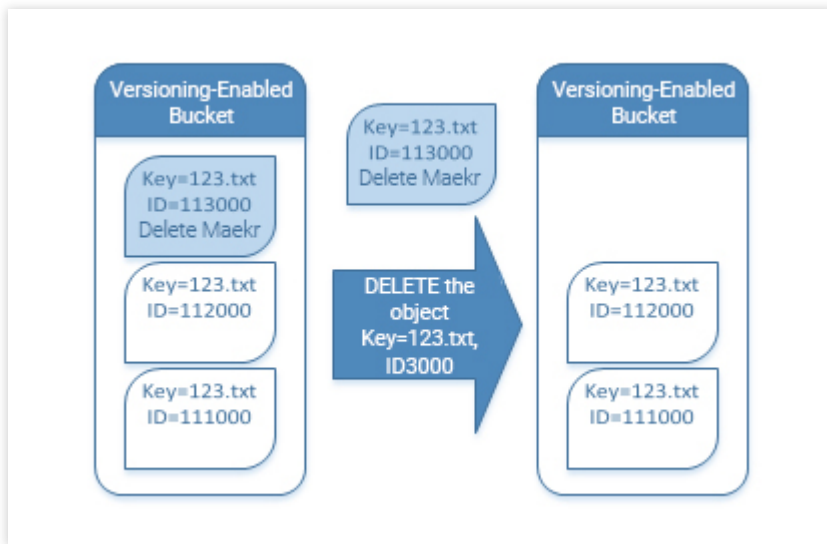 Versioning-Enabled
Bucket
Key=123.txt
ID=113000
Delete Maekr
Key=123.txt
ID=112000
Key=123.txt
ID=111000
Key=123.txt
ID=113000
Delete Maekr
DELETE the
object
Key=123.txt,
ID3000
Versioning-Enabled
Bucket
Key=123.txt
ID=112000
Key=123.txt
ID=111000